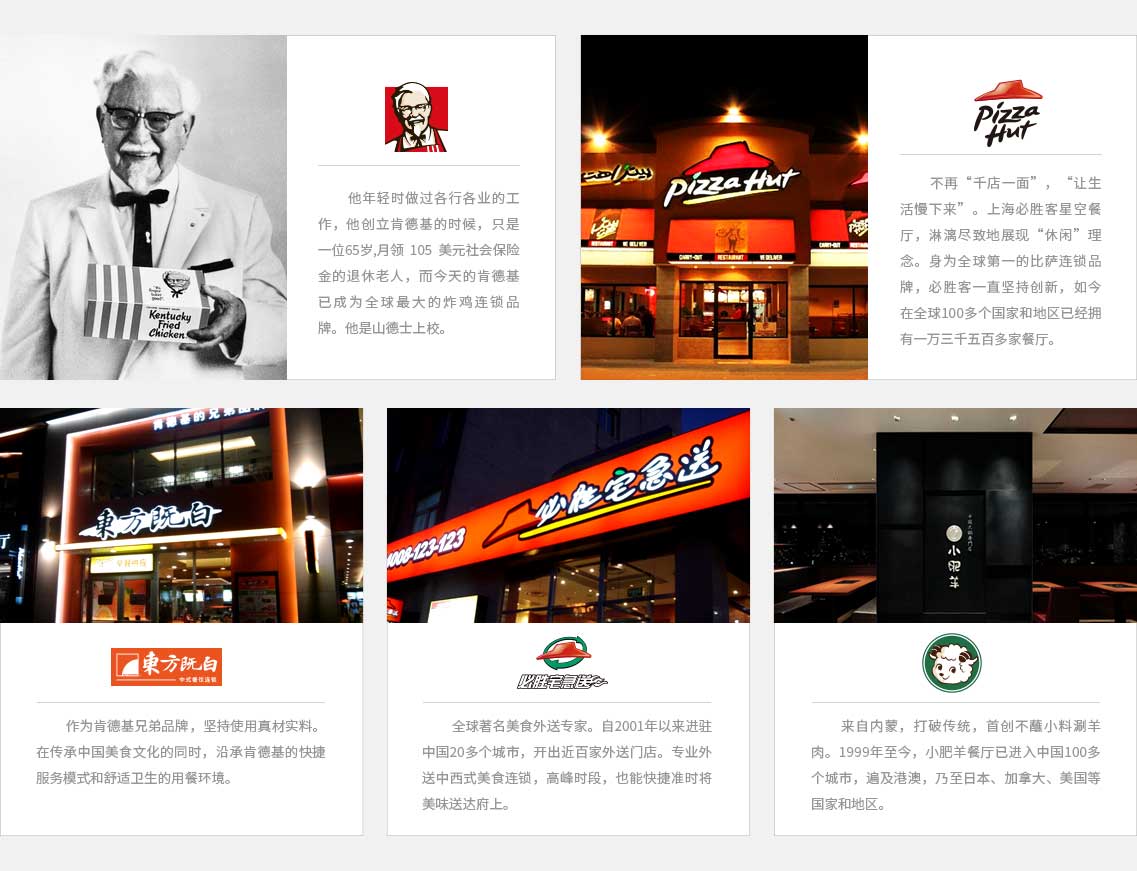 Kentucky
Fried
Chicken
他年轻时做过各行各业的工
作，他创立肯德基的时候，只是
一位65岁,月领 105 美元社会保险
金的退休老人，而今天的肯德基
已成为全球最大的炸鸡连锁品
牌。他是山德士上校。
Pizza Hut
CARRY-OUT
RESTAURANT
WE DELIVER
RESTAURANT
WE DELIVER
CARRY-OUT
Pizza
Hut
不再“千店一面”，“让生
活慢下来”。上海必胜客星空餐
厅，淋漓尽致地展现“休闲”理
念。身为全球第一的比萨连锁品
牌，必胜客一直坚持创新，如今
在全球100多个国家和地区已经拥
有一万三千五百多家餐厅。
肯德基的兄弟品牌
東方既白
東方既白
中式餐饮连锁
作为肯德基兄弟品牌，坚持使用真材实料。
在传承中国美食文化的同时，沿承肯德基的快捷
服务模式和舒适卫生的用餐环境。
必胜宅急送
4008-123-123
必胜宅急送
全球著名美食外送专家。自2001年以来进驻
中国20多个城市，开出近百家外送门店。专业外
送中西式美食连锁，高峰时段，也能快捷准时将
美味送达府上。
小肥羊
来自内蒙，打破传统，首创不蘸小料涮羊
肉。1999年至今，小肥羊餐厅已进入中国100多
个城市，遍及港澳，乃至日本、加拿大、美国等
国家和地区。